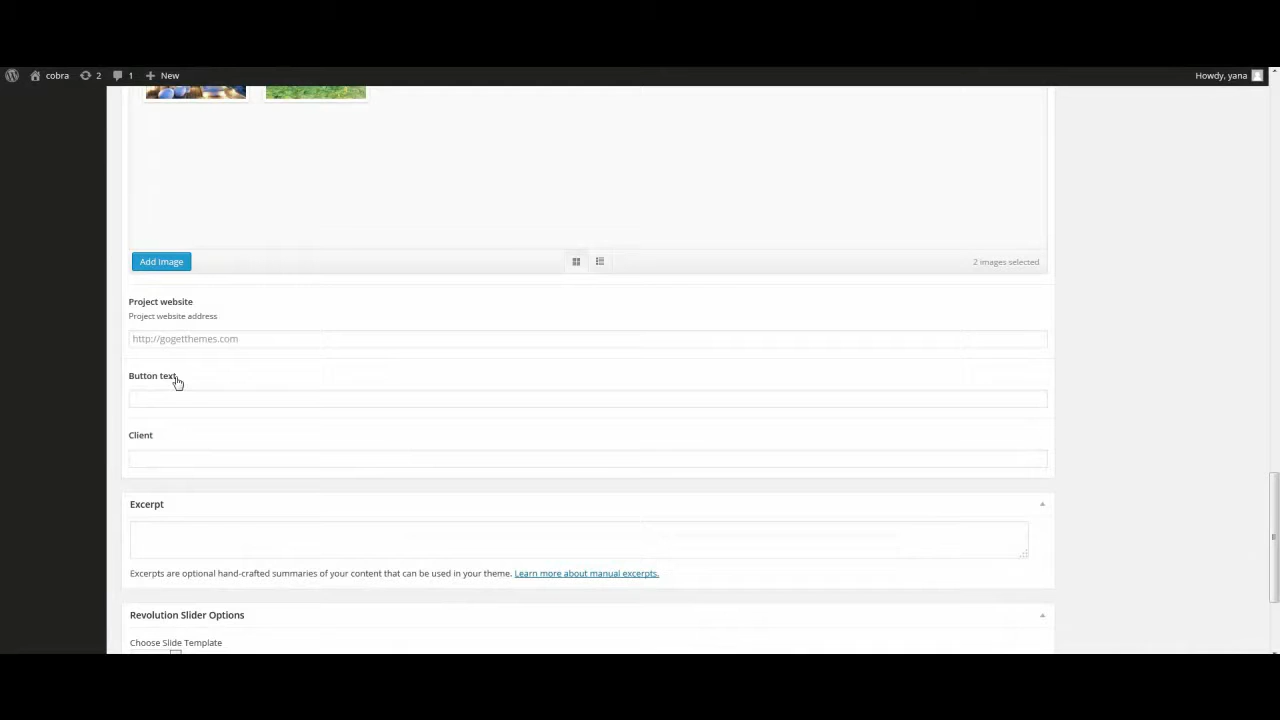 cobra 2 1 New Howdy, yana
Add Image 2 images selected
Project website
Project website address
http://gogetthemes.com
Button text
Client
Excerpt
Excerpts are optional hand-crafted summaries of your content that can be used in your theme. Learn more about manual excerpts.
Revolution Slider Options
Choose Slide Template